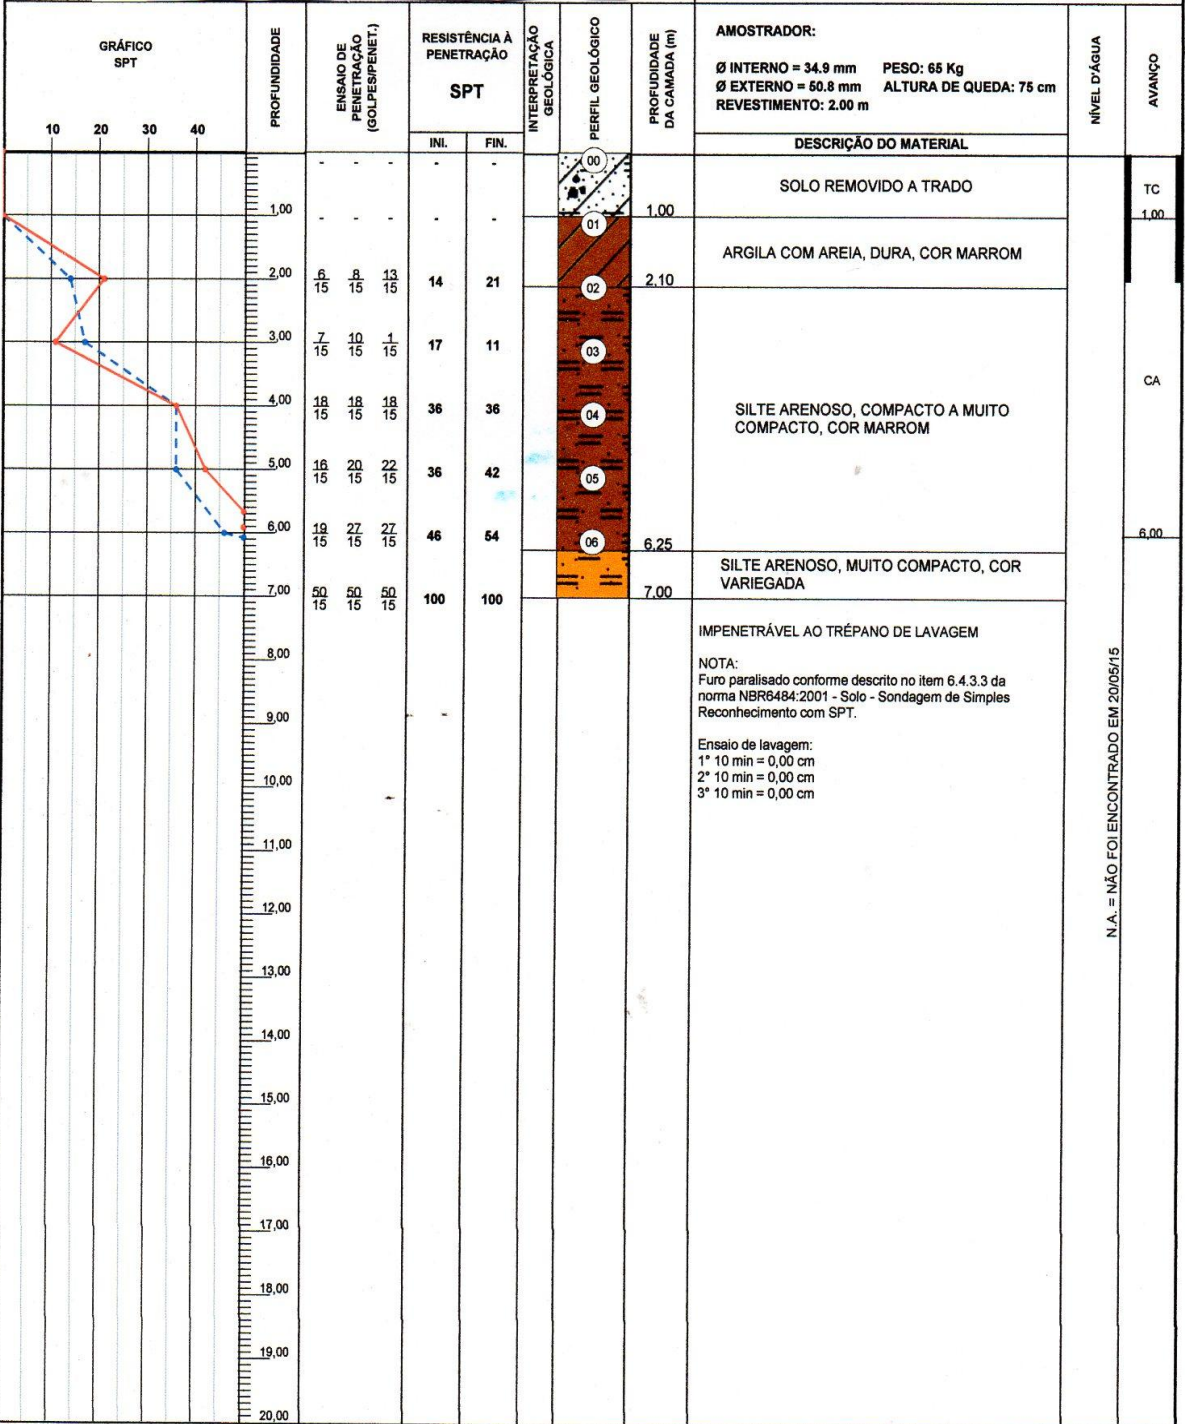 GRÁFICO
SPT
10 20 30 40
PROFUNDIDADE
ENSAIO DE
PENETRAÇÃO
(GOLPES/PENET.)
RESISTÊNCIA À
PENETRAÇÃO
SPT
INI. FIN.
INTERPRETAÇÃO
GEOLÓGICA
PERFIL GEOLÓGICO
PROFUDIDADE
DA CAMADA (m)
AMOSTRADOR:
Ø INTERNO = 34.9 mm PESO: 65 Kg
Ø EXTERNO = 50.8 mm ALTURA DE QUEDA: 75 cm
REVESTIMENTO: 2.00 m
DESCRIÇÃO DO MATERIAL
NÍVEL D'ÁGUA
AVANÇO
- - - - - 00
SOLO REMOVIDO A TRADO
TC
1,00 - - - - - 01 1.00 1,00
ARGILA COM AREIA, DURA, COR MARROM
2,00 6/15 8/15 13/15 14 21 02 2.10
3,00 7/15 10/15 1/15 17 11 03
CA
4,00 18/15 18/15 18/15 36 36 04
SILTE ARENOSO, COMPACTO A MUITO
COMPACTO, COR MARROM
5,00 16/15 20/15 22/15 36 42 05
6,00 19/15 27/15 27/15 46 54 06 6.25 6,00
SILTE ARENOSO, MUITO COMPACTO, COR
VARIEGADA
7,00 50/15 50/15 50/15 100 100 7.00
IMPENETRÁVEL AO TRÉPANO DE LAVAGEM
8,00
NOTA:
Furo paralisado conforme descrito no item 6.4.3.3 da
norma NBR6484:2001 - Solo - Sondagem de Simples
Reconhecimento com SPT.
9,00
Ensaio de lavagem:
1° 10 min = 0,00 cm
2° 10 min = 0,00 cm
3° 10 min = 0,00 cm
10,00
11,00
12,00
13,00
14,00
15,00
16,00
17,00
18,00
19,00
20,00
N.A. = NÃO FOI ENCONTRADO EM 20/05/15